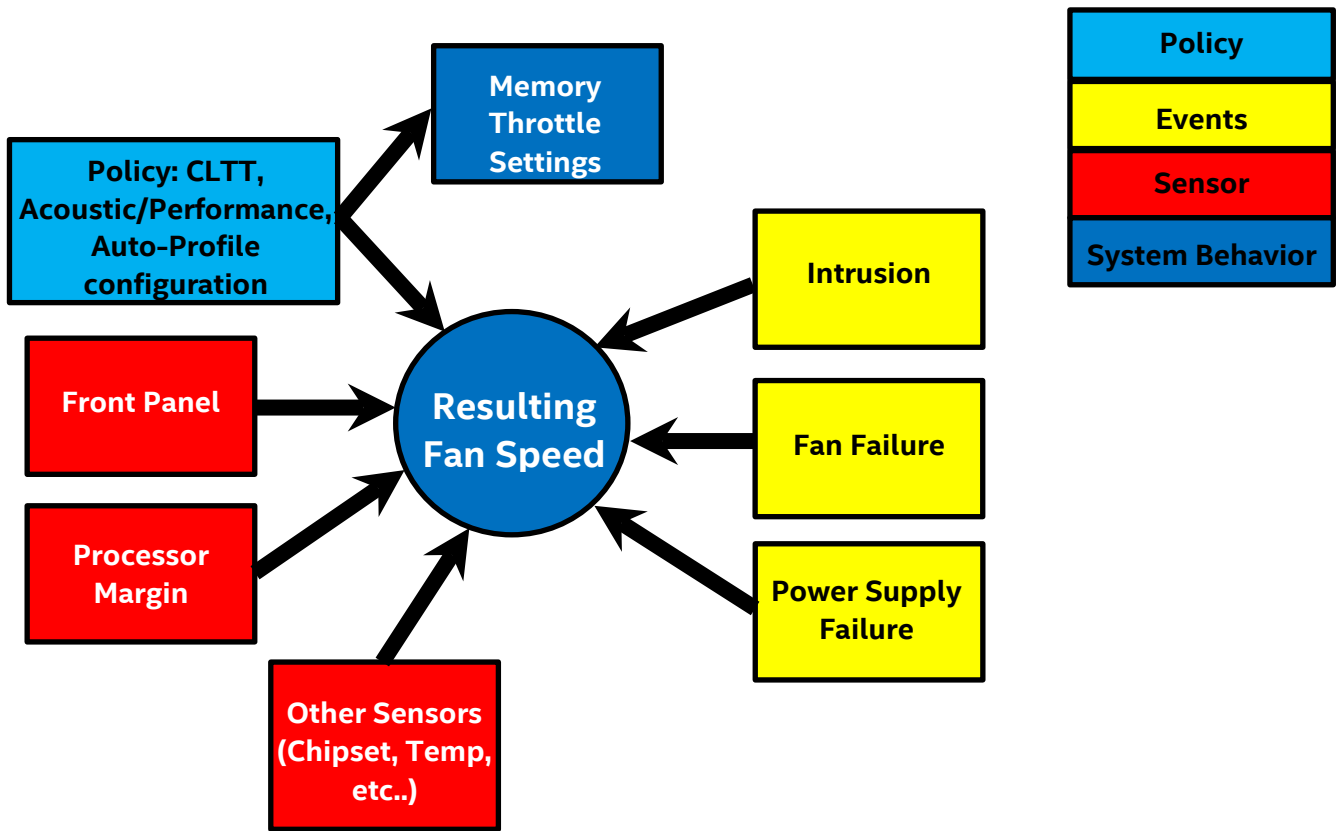 Memory
Throttle
Settings
Policy: CLTT,
Acoustic/Performance,
Auto-Profile
configuration
Front Panel
Processor
Margin
Other Sensors
(Chipset, Temp,
etc..)
Resulting
Fan Speed
Intrusion
Fan Failure
Power Supply
Failure
Policy
Events
Sensor
System Behavior